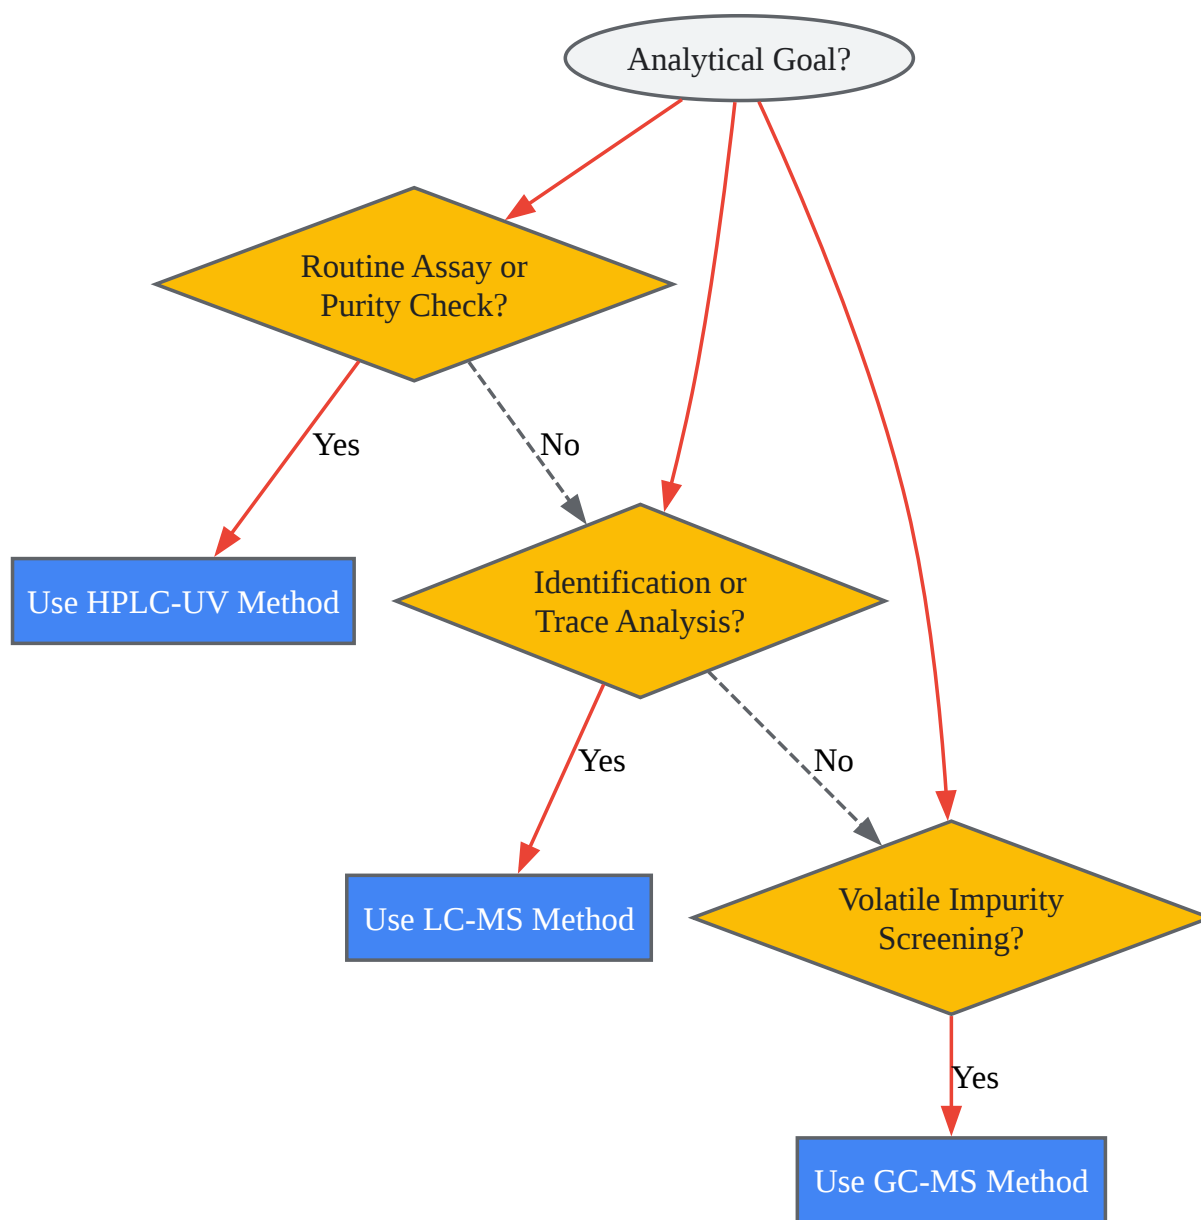 Analytical Goal?
Routine Assay or
Purity Check?
Yes
No
Use HPLC-UV Method
Identification or
Trace Analysis?
Yes
No
Use LC-MS Method
Volatile Impurity
Screening?
Yes
Use GC-MS Method